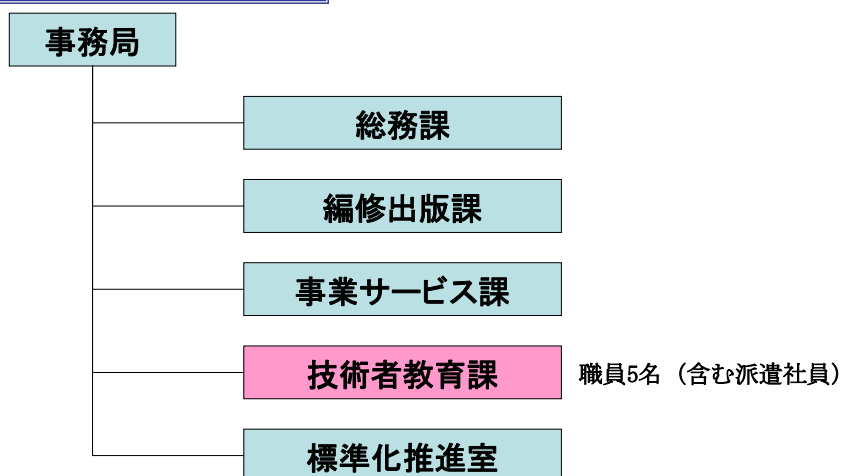 事務局
総務課
編修出版課
事業サービス課
技術者教育課 職員5名（含む派遣社員）
標準化推進室